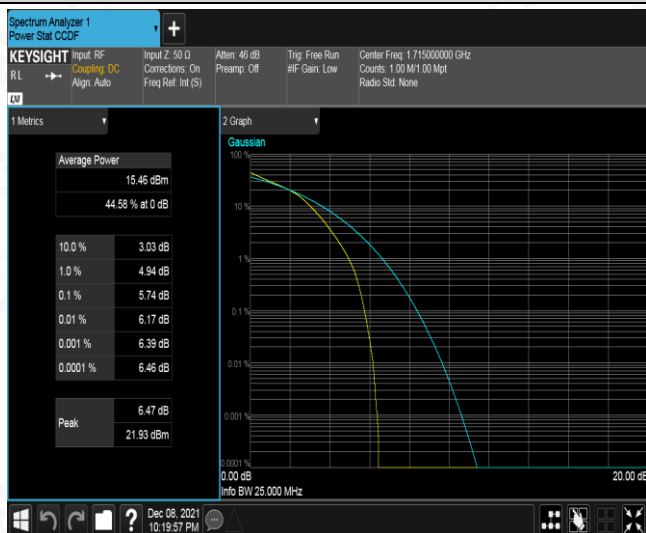 Spectrum Analyzer 1
Power Stat CCDF
+
KEYSIGHT
RL
LXI
Input: RF
Coupling: DC
Align: Auto
Input Z: 50 Ω
Corrections: On
Freq Ref: Int (S)
Atten: 46 dB
Preamp: Off
Trig: Free Run
#IF Gain: Low
Center Freq: 1.715000000 GHz
Counts: 1.00 M/1.00 Mpt
Radio Std: None
1 Metrics
Average Power
15.46 dBm
44.58 % at 0 dB
10.0 % 3.03 dB
1.0 % 4.94 dB
0.1 % 5.74 dB
0.01 % 6.17 dB
0.001 % 6.39 dB
0.0001 % 6.46 dB
Peak
6.47 dB
21.93 dBm
2 Graph
Gaussian
100 %
10 %
1 %
0.1 %
0.01 %
0.001 %
0.0001 %
0.00 dB
20.00 dB
Info BW 25.000 MHz
?
Dec 08, 2021
10:19:57 PM